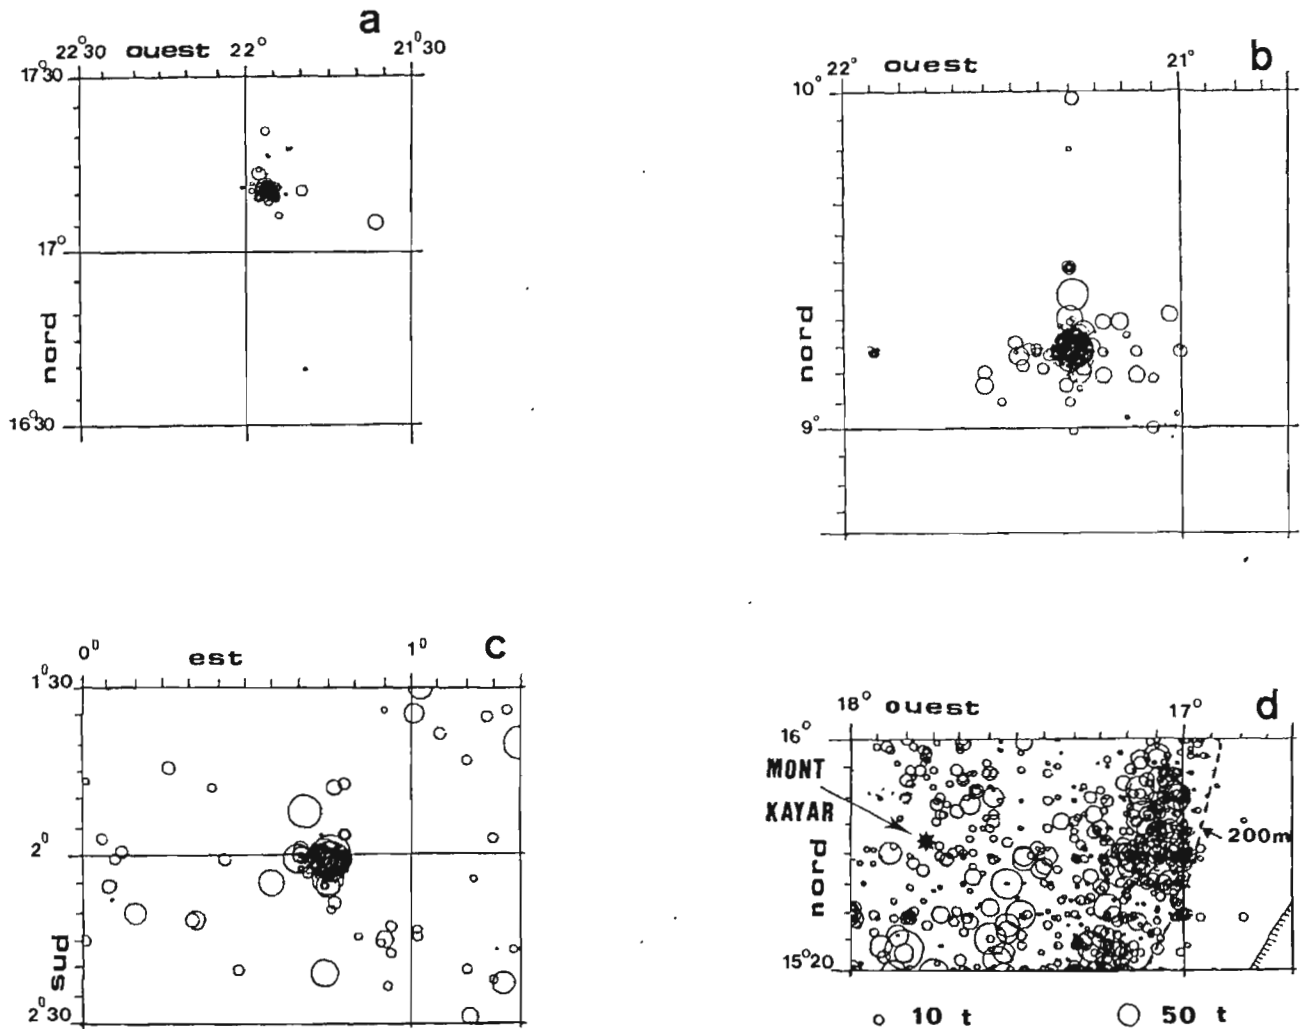 a
22°30 ouest 22° 21°30
17°30
17°
nord
16°30
b
22° ouest 21°
10°
nord
9°
c
0° est 1°
1°30
2°
sud
2°30
d
18° ouest 17°
16°
MONT
KAYAR
200m
nord
15°20
10 t 50 t